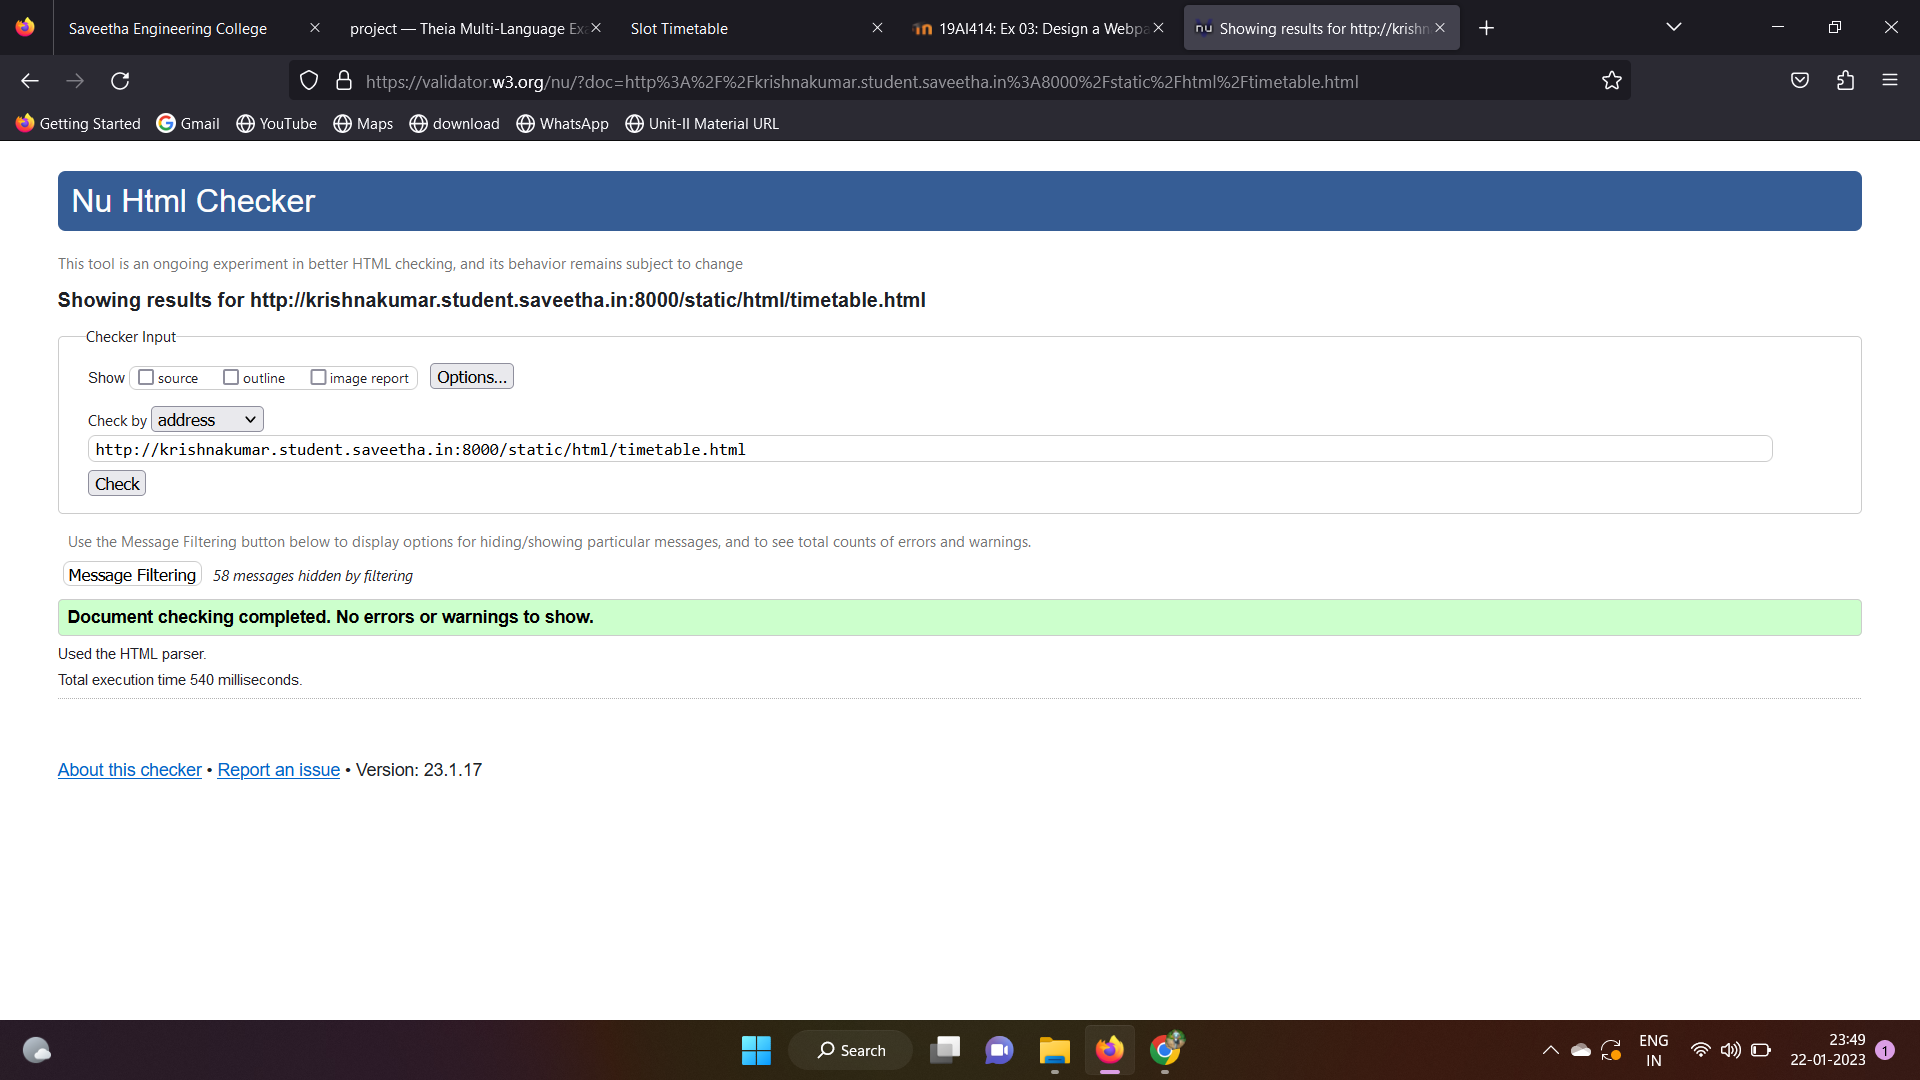 Saveetha Engineering College
project — Theia Multi-Language Exa
Slot Timetable
19AI414: Ex 03: Design a Webpa
nu Showing results for http://krishn
https://validator.w3.org/nu/?doc=http%3A%2F%2Fkrishnakumar.student.saveetha.in%3A8000%2Fstatic%2Fhtml%2Ftimetable.html
Getting Started Gmail YouTube Maps download WhatsApp Unit-II Material URL
Nu Html Checker
This tool is an ongoing experiment in better HTML checking, and its behavior remains subject to change
Showing results for http://krishnakumar.student.saveetha.in:8000/static/html/timetable.html
Checker Input
Show source outline image report Options...
Check by address
http://krishnakumar.student.saveetha.in:8000/static/html/timetable.html
Check
Use the Message Filtering button below to display options for hiding/showing particular messages, and to see total counts of errors and warnings.
Message Filtering 58 messages hidden by filtering
Document checking completed. No errors or warnings to show.
Used the HTML parser.
Total execution time 540 milliseconds.
About this checker • Report an issue • Version: 23.1.17
Search
ENG
IN
23:49
22-01-2023
1